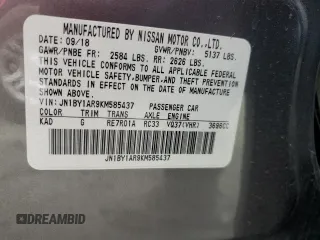 MANUFACTURED BY NISSAN MOTOR CO.,LTD.
DATE: 09/18 GVWR/PNBV: 5137 LBS.
GAWR/PNBE FR: 2584 LBS. RR: 2626 LBS.
THIS VEHICLE CONFORMS TO ALL APPLICABLE FEDERAL
MOTOR VEHICLE SAFETY, BUMPER, AND THEFT PREVENTION
STANDARDS IN EFFECT ON THE DATE OF MANUFACTURE
SHOWN ABOVE.
VIN: JN1BY1AR9KM585437 PASSENGER CAR
COLOR TRIM TRANS AXLE ENGINE
KAD G RE7R01A RC33 VQ37(VHR) 3696CC
JN1BY1AR9KM585437
DREAMBID